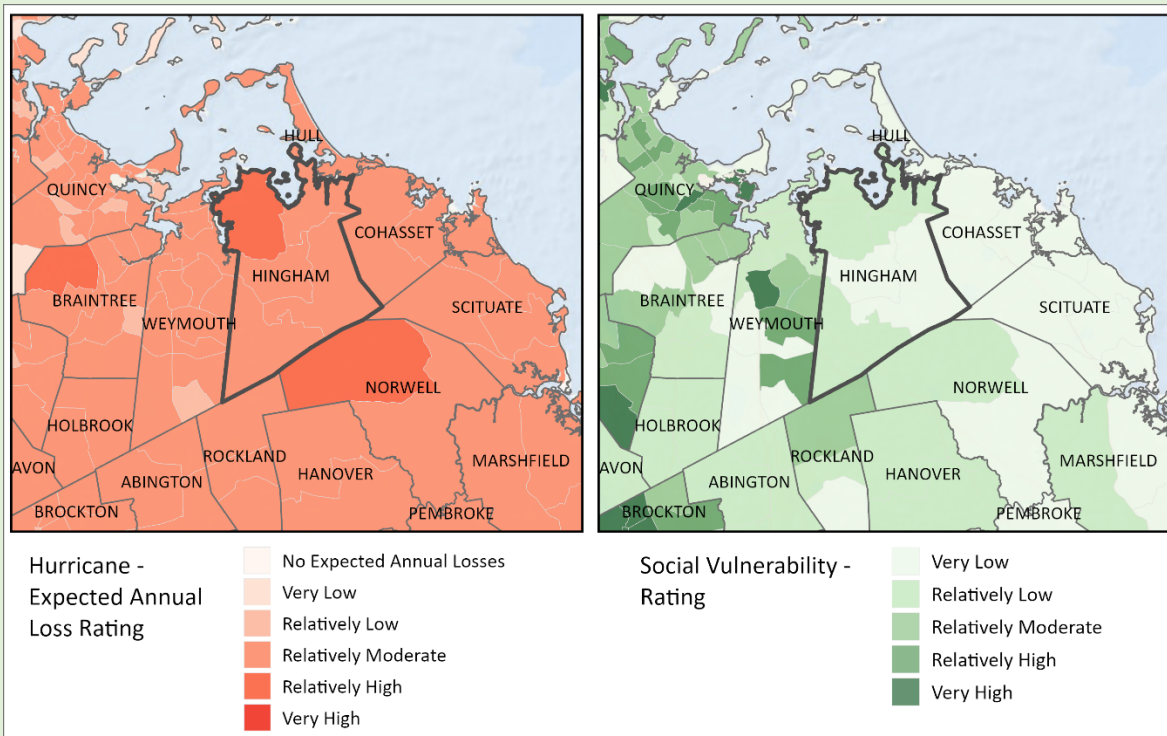 HULL
QUINCY
COHASSET
HINGHAM
BRAINTREE
SCITUATE
WEYMOUTH
NORWELL
HOLBROOK
ROCKLAND
AVON
HANOVER
MARSHFIELD
ABINGTON
BROCKTON
PEMBROKE
Hurricane -
Expected Annual
Loss Rating
No Expected Annual Losses
Very Low
Relatively Low
Relatively Moderate
Relatively High
Very High
HULL
QUINCY
COHASSET
HINGHAM
BRAINTREE
SCITUATE
WEYMOUTH
NORWELL
HOLBROOK
ROCKLAND
AVON
HANOVER
MARSHFIELD
ABINGTON
BROCKTON
PEMBROKE
Social Vulnerability -
Rating
Very Low
Relatively Low
Relatively Moderate
Relatively High
Very High